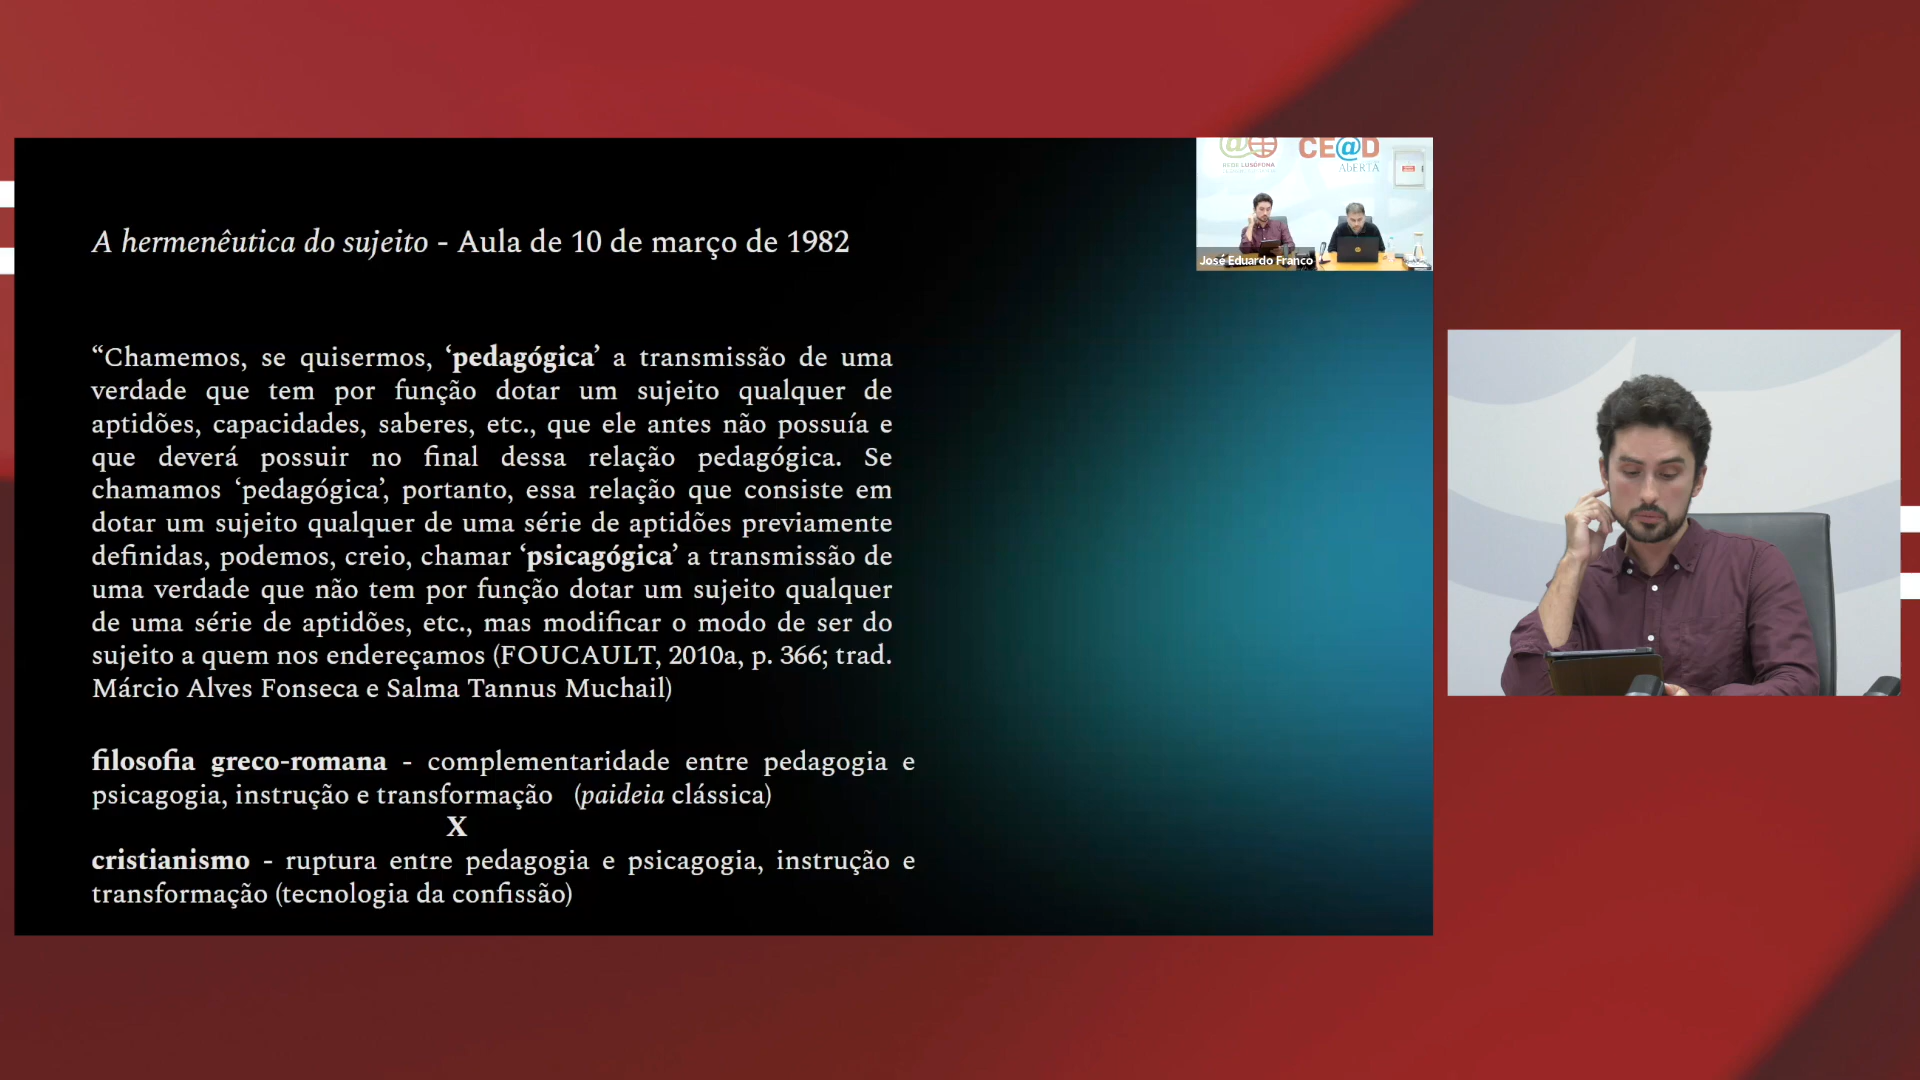 A hermenêutica do sujeito - Aula de 10 de março de 1982
“Chamemos, se quisermos, ‘pedagógica’ a transmissão de uma
verdade que tem por função dotar um sujeito qualquer de
aptidões, capacidades, saberes, etc., que ele antes não possuía e
que deverá possuir no final dessa relação pedagógica. Se
chamamos ‘pedagógica’, portanto, essa relação que consiste em
dotar um sujeito qualquer de uma série de aptidões previamente
definidas, podemos, creio, chamar ‘psicagógica’ a transmissão de
uma verdade que não tem por função dotar um sujeito qualquer
de uma série de aptidões, etc., mas modificar o modo de ser do
sujeito a quem nos endereçamos (FOUCAULT, 2010a, p. 366; trad.
Márcio Alves Fonseca e Salma Tannus Muchail)
filosofia greco-romana - complementaridade entre pedagogia e
psicagogia, instrução e transformação (paideia clássica)
X
cristianismo - ruptura entre pedagogia e psicagogia, instrução e
transformação (tecnologia da confissão)
REDE LUSÓFONA
CE@D
ABERTA
José Eduardo Franco